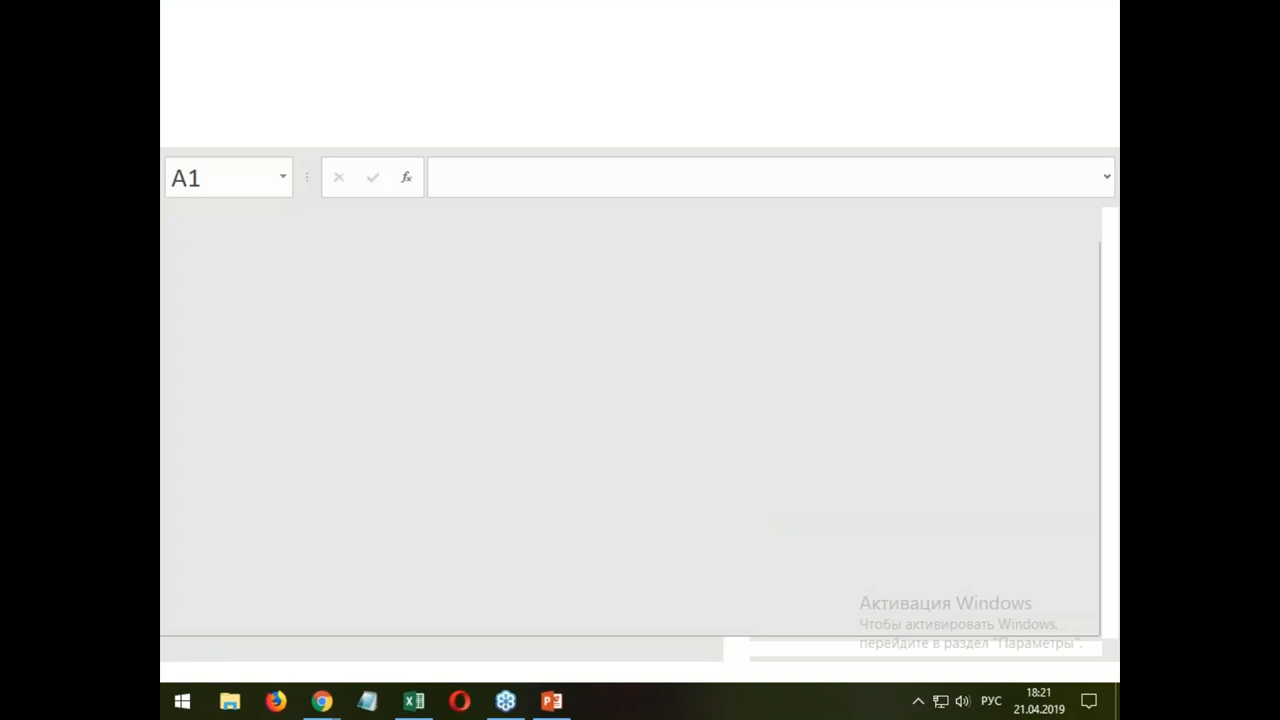 A1
fx
Активация Windows
Чтобы активировать Windows,
перейдите в раздел "Параметры".
РУС
18:21
21.04.2019